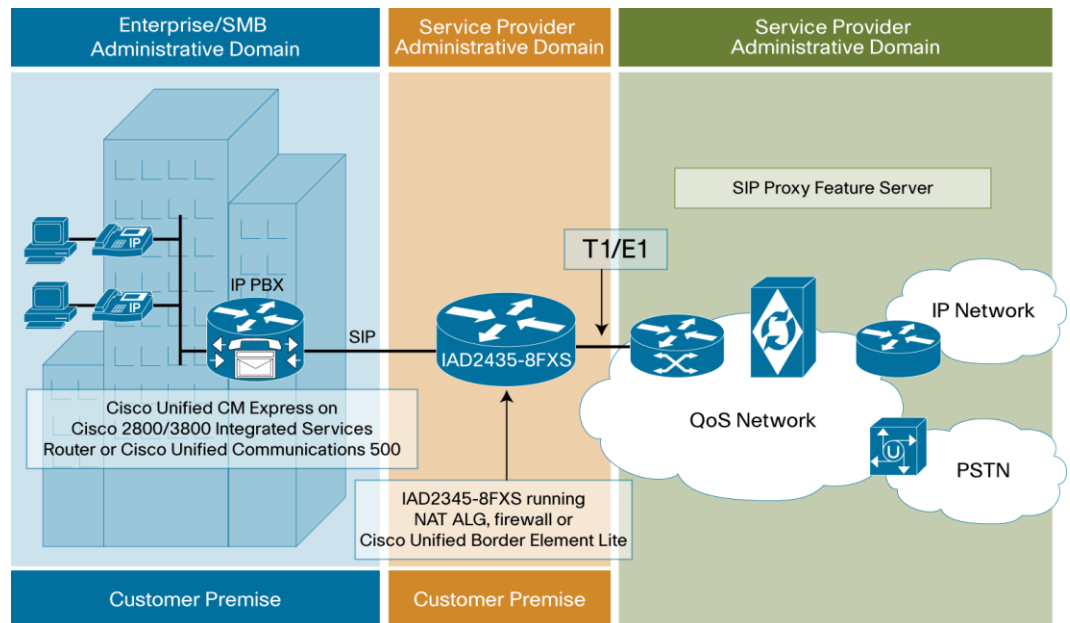 Enterprise/SMB
Administrative Domain
Service Provider
Administrative Domain
Service Provider
Administrative Domain
SIP Proxy Feature Server
T1/E1
IP
IP
IP PBX
SIP
IAD2435-8FXS
IP Network
QoS Network
U
PSTN
Cisco Unified CM Express on
Cisco 2800/3800 Integrated Services
Router or Cisco Unified Communications 500
IAD2345-8FXS running
NAT ALG, firewall or
Cisco Unified Border Element Lite
Customer Premise
Customer Premise